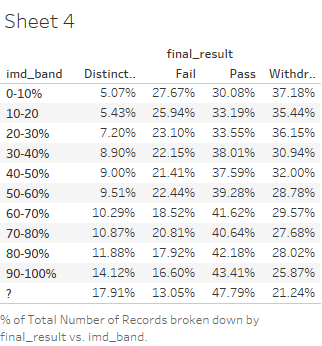 Sheet 4
final_result
imd_band Distinct.. Fail Pass Withdr..
0-10% 5.07% 27.67% 30.08% 37.18%
10-20 5.43% 25.94% 33.19% 35.44%
20-30% 7.20% 23.10% 33.55% 36.15%
30-40% 8.90% 22.15% 38.01% 30.94%
40-50% 9.00% 21.41% 37.59% 32.00%
50-60% 9.51% 22.44% 39.28% 28.78%
60-70% 10.29% 18.52% 41.62% 29.57%
70-80% 10.87% 20.81% 40.64% 27.68%
80-90% 11.88% 17.92% 42.18% 28.02%
90-100% 14.12% 16.60% 43.41% 25.87%
? 17.91% 13.05% 47.79% 21.24%
% of Total Number of Records broken down by
final_result vs. imd_band.